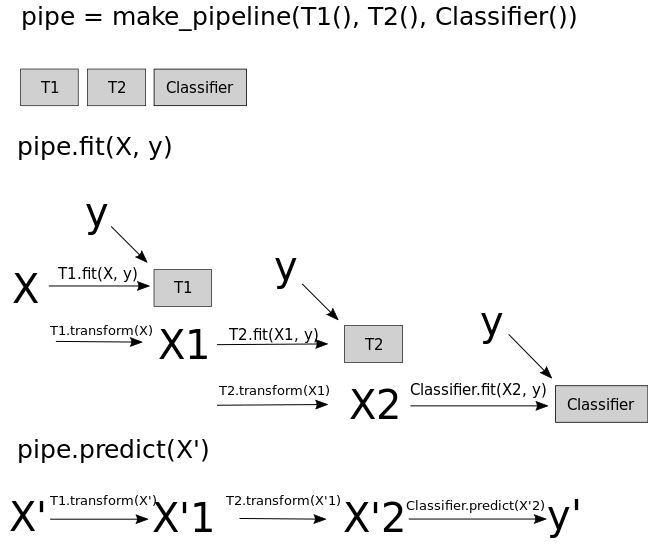 pipe = make_pipeline(T1(), T2(), Classifier())
T1 T2 Classifier
pipe.fit(X, y)
y
X T1.fit(X, y) T1
y
T1.transform(X) X1 T2.fit(X1, y) T2
y
T2.transform(X1) X2 Classifier.fit(X2, y) Classifier
pipe.predict(X')
X' T1.transform(X') X'1 T2.transform(X'1) X'2 Classifier.predict(X'2) y'